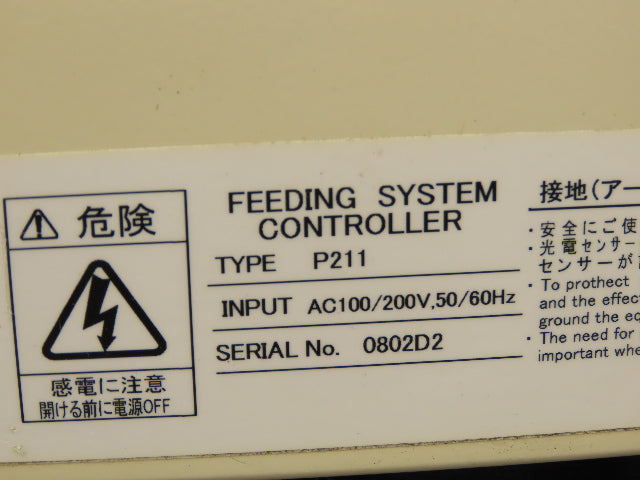 危険
感電に注意
開ける前に電源OFF
FEEDING SYSTEM
CONTROLLER
TYPE P211
INPUT AC100/200V,50/60Hz
SERIAL No. 0802D2
接地(アー
・安全にご使
・光電センサー
センサーが
・To prothect
and the effec
ground the eq
・The need for
important whe